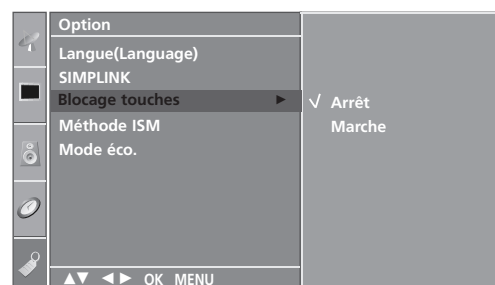 Option
Langue(Language)
SIMPLINK
Blocage touches ►
Méthode ISM
Mode éco.
√ Arrêt
Marche
▲▼ ◄► OK MENU